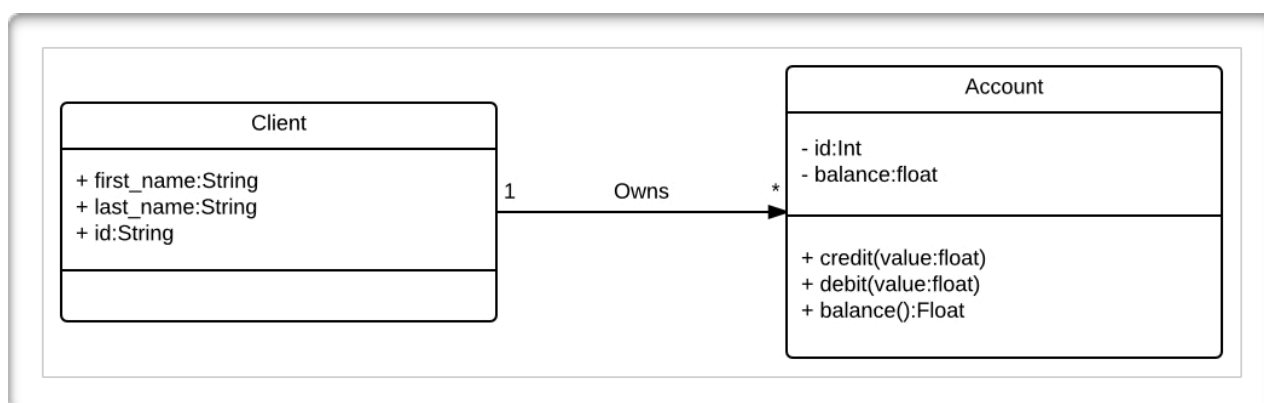 Client
+ first_name:String
+ last_name:String
+ id:String
1
Owns
*
Account
- id:Int
- balance:float
+ credit(value:float)
+ debit(value:float)
+ balance():Float